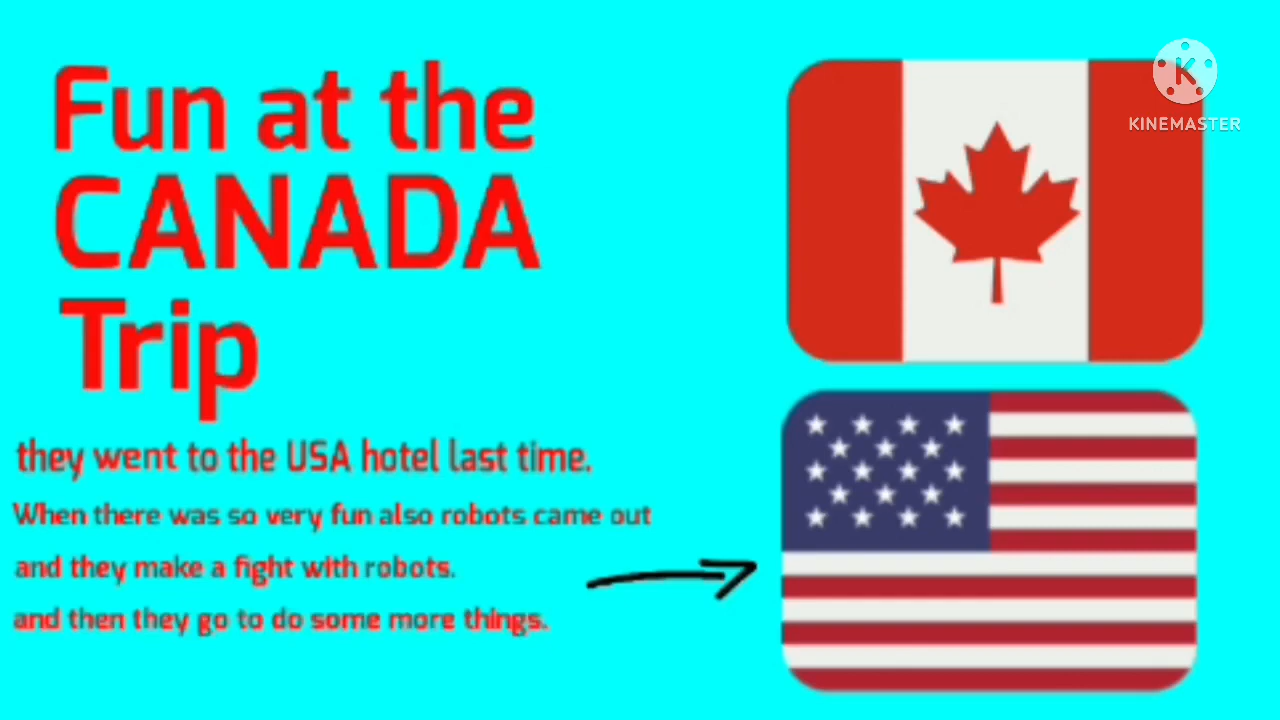 Fun at the
CANADA
Trip
KINEMASTER
they went to the USA hotel last time.
When there was so very fun also robots came out
and they make a fight with robots.
and then they go to do some more things.